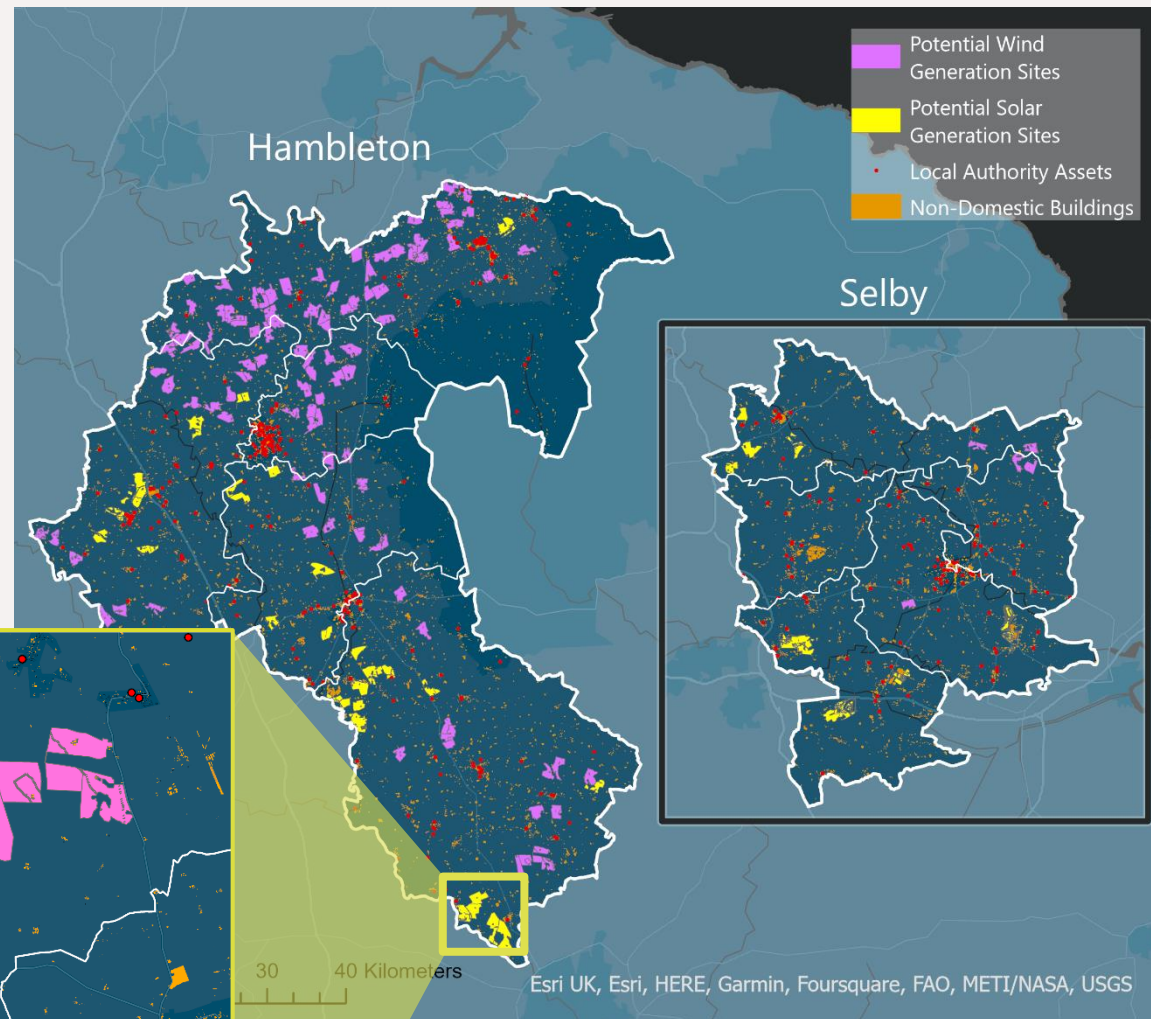 Potential Wind
Generation Sites
Potential Solar
Generation Sites
Local Authority Assets
Non-Domestic Buildings
Hambleton
Selby
30 40 Kilometers
Esri UK, Esri, HERE, Garmin, Foursquare, FAO, METI/NASA, USGS